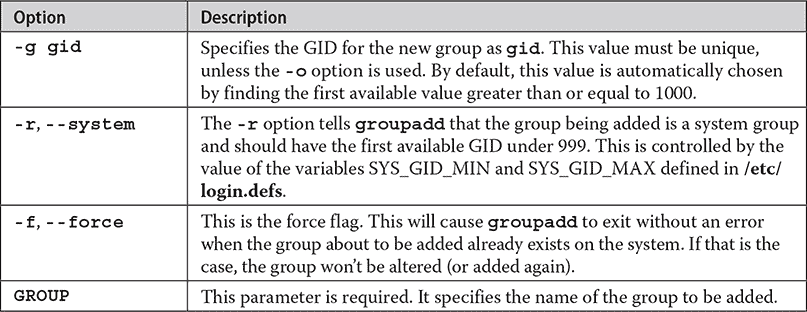 Option Description
-g gid Specifies the GID for the new group as gid. This value must be unique,
unless the -o option is used. By default, this value is automatically chosen
by finding the first available value greater than or equal to 1000.
-r, --system The -r option tells groupadd that the group being added is a system group
and should have the first available GID under 999. This is controlled by the
value of the variables SYS_GID_MIN and SYS_GID_MAX defined in /etc/
login.defs.
-f, --force This is the force flag. This will cause groupadd to exit without an error
when the group about to be added already exists on the system. If that is the
case, the group won't be altered (or added again).
GROUP This parameter is required. It specifies the name of the group to be added.